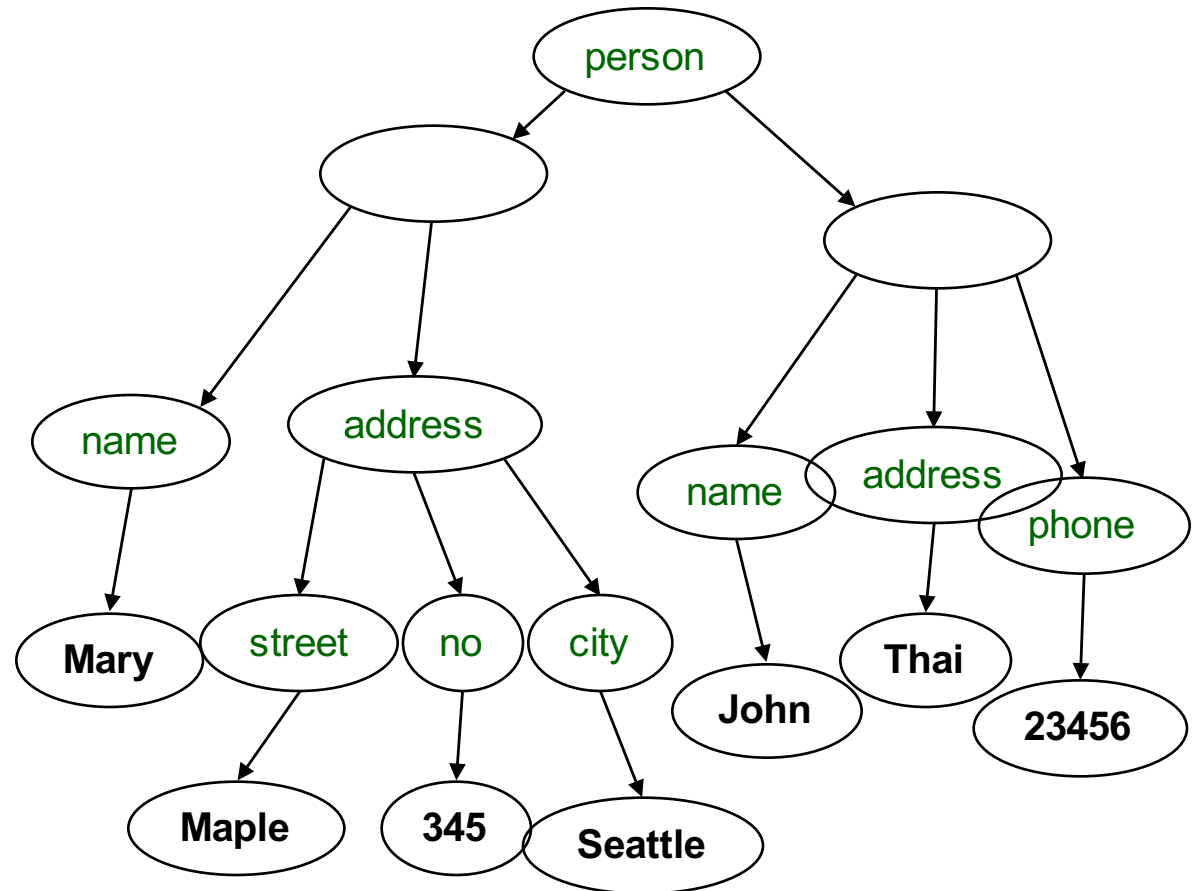 person
name
address
name
address
phone
Mary
street
no
city
John
Thai
23456
Maple
345
Seattle